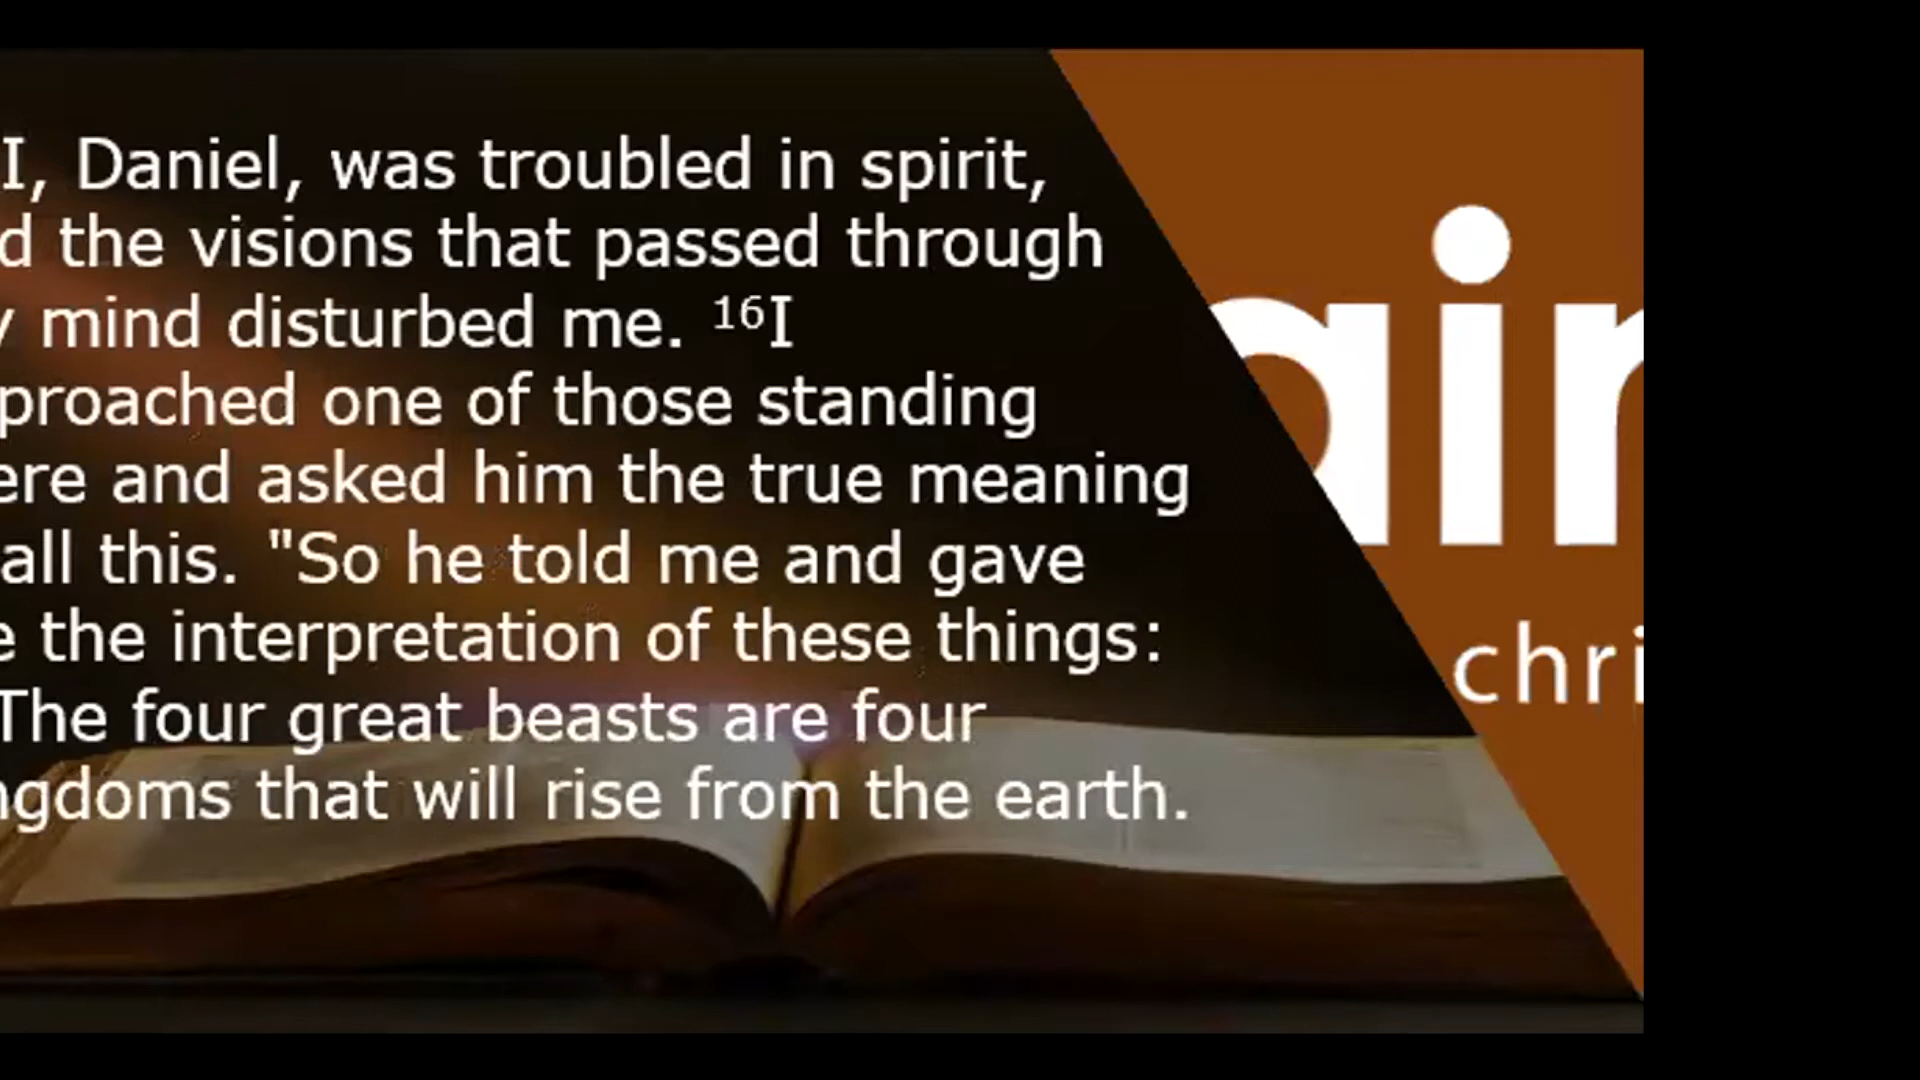 I, Daniel, was troubled in spirit,
d the visions that passed through
y mind disturbed me. ¹⁶I
proached one of those standing
ere and asked him the true meaning
all this. "So he told me and gave
e the interpretation of these things:
The four great beasts are four
ngdoms that will rise from the earth.
ain
chri